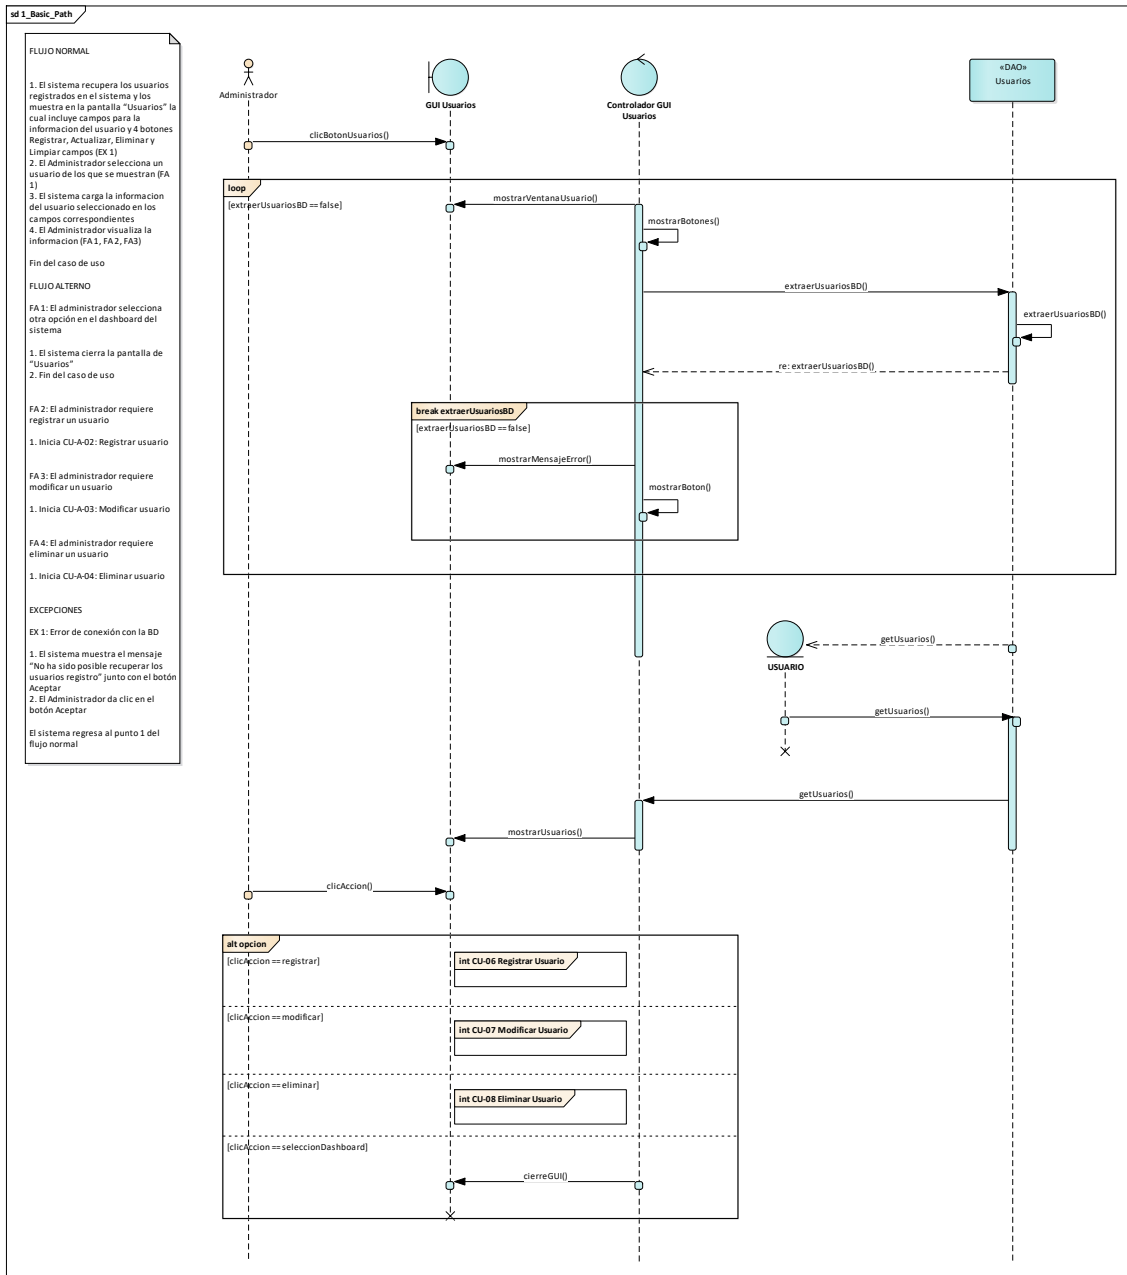 sd 1_Basic_Path
FLUJO NORMAL
1. El sistema recupera los usuarios
registrados en el sistema y los
muestra en la pantalla "Usuarios" la
cual incluye campos para la
informacion del usuario y 4 botones
Registrar, Actualizar, Eliminar y
Limpiar campos (EX 1)
2. El Administrador selecciona un
usuario de los que se muestran (FA
1)
3. El sistema carga la informacion
del usuario seleccionado en los
campos correspondientes
4. El Administrador visualiza la
informacion (FA 1, FA 2, FA3)
Fin del caso de uso
FLUJO ALTERNO
FA 1: El administrador selecciona
otra opción en el dashboard del
sistema
1. El sistema cierra la pantalla de
"Usuarios"
2. Fin del caso de uso
FA 2: El administrador requiere
registrar un usuario
1. Inicia CU-A-02: Registrar usuario
FA 3: El administrador requiere
modificar un usuario
1. Inicia CU-A-03: Modificar usuario
FA 4: El administrador requiere
eliminar un usuario
1. Inicia CU-A-04: Eliminar usuario
EXCEPCIONES
EX 1: Error de conexión con la BD
1. El sistema muestra el mensaje
"No ha sido posible recuperar los
usuarios registro" junto con el botón
Aceptar
2. El Administrador da clic en el
botón Aceptar
El sistema regresa al punto 1 del
flujo normal
Administrador
GUI Usuarios
Controlador GUI
Usuarios
«DAO»
Usuarios
clicBotonUsuarios()
loop
[extraerUsuariosBD == false]
mostrarVentanaUsuario()
mostrarBotones()
extraerUsuariosBD()
extraerUsuariosBD()
re: extraerUsuariosBD()
break extraerUsuariosBD
[extraerUsuariosBD == false]
mostrarMensajeError()
mostrarBoton()
getUsuarios()
USUARIO
getUsuarios()
getUsuarios()
mostrarUsuarios()
clicAccion()
alt opcion
[clicAccion == registrar]
int CU-06 Registrar Usuario
[clicAccion == modificar]
int CU-07 Modificar Usuario
[clicAccion == eliminar]
int CU-08 Eliminar Usuario
[clicAccion == seleccionDashboard]
cierreGUI()